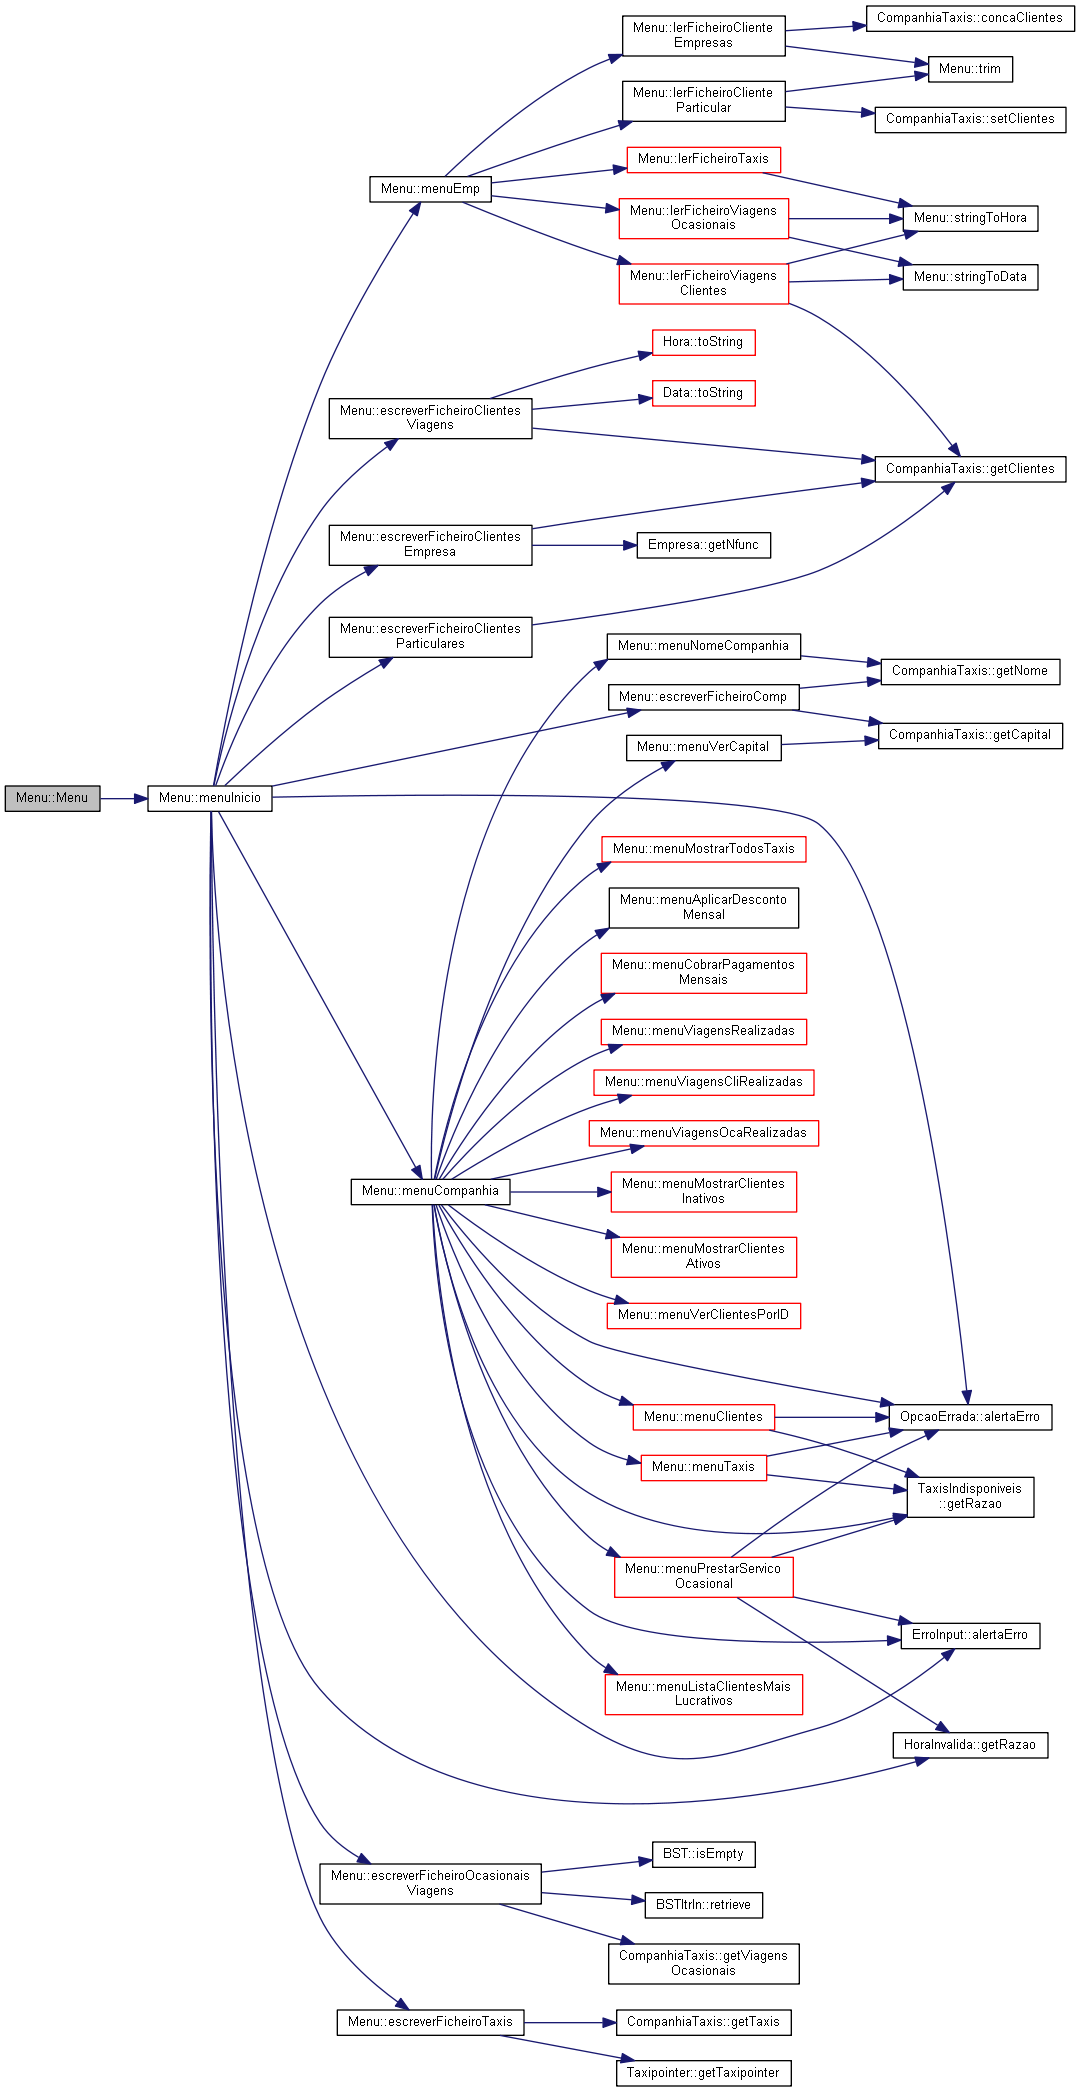 CompanhiaTaxis::concaClientes
Menu::lerFicheiroCliente
Empresas
Menu::trim
Menu::lerFicheiroCliente
Particular
CompanhiaTaxis::setClientes
Menu::lerFicheiroTaxis
Menu::menuEmp
Menu::lerFicheiroViagens
Ocasionais
Menu::stringToHora
Menu::lerFicheiroViagens
Clientes
Menu::stringToData
Hora::toString
Data::toString
Menu::escreverFicheiroClientes
Viagens
CompanhiaTaxis::getClientes
Menu::escreverFicheiroClientes
Empresa
Empresa::getNfunc
Menu::escreverFicheiroClientes
Particulares
Menu::menuNomeCompanhia
CompanhiaTaxis::getNome
Menu::escreverFicheiroComp
CompanhiaTaxis::getCapital
Menu::menuVerCapital
Menu::Menu
Menu::menuInicio
Menu::menuMostrarTodosTaxis
Menu::menuAplicarDesconto
Mensal
Menu::menuCobrarPagamentos
Mensais
Menu::menuViagensRealizadas
Menu::menuViagensCliRealizadas
Menu::menuViagensOcaRealizadas
Menu::menuCompanhia
Menu::menuMostrarClientes
Inativos
Menu::menuMostrarClientes
Ativos
Menu::menuVerClientesPorID
Menu::menuClientes
OpcaoErrada::alertaErro
Menu::menuTaxis
TaxisIndisponiveis
::getRazao
Menu::menuPrestarServico
Ocasional
ErroInput::alertaErro
Menu::menuListaClientesMais
Lucrativos
HoraInvalida::getRazao
BST::isEmpty
Menu::escreverFicheiroOcasionais
Viagens
BSTItrIn::retrieve
CompanhiaTaxis::getViagens
Ocasionais
Menu::escreverFicheiroTaxis
CompanhiaTaxis::getTaxis
Taxipointer::getTaxipointer